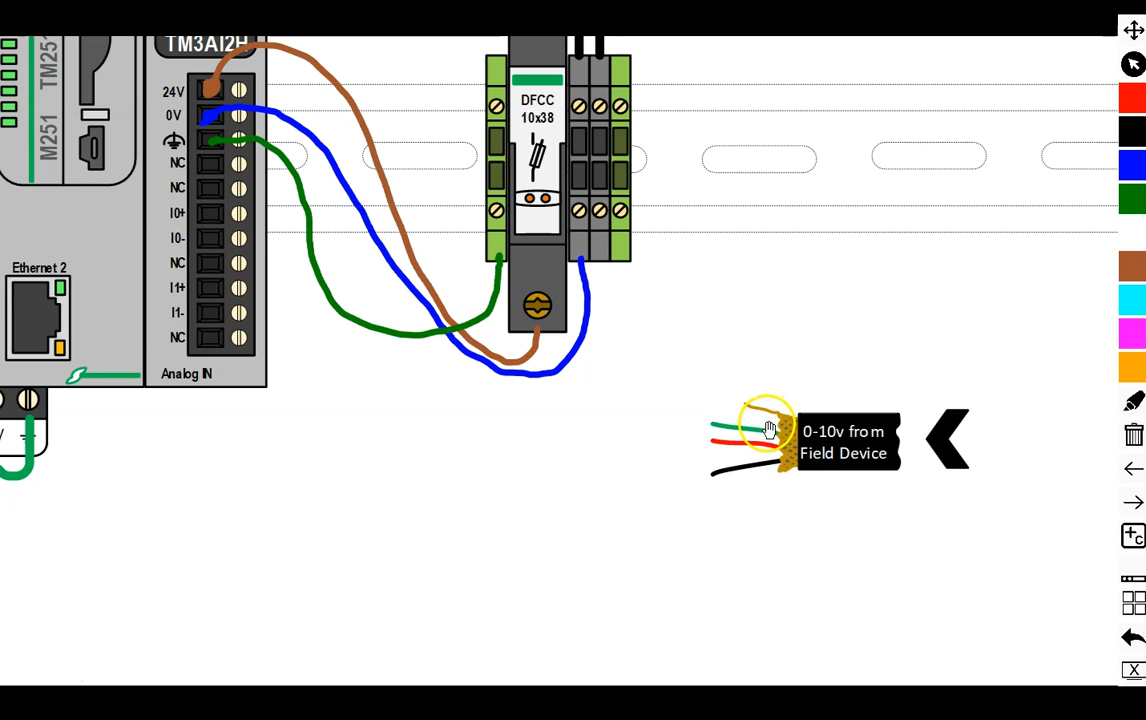 TM3AI2H
TM251
M251
24V
0V
NC
NC
I0+
I0-
NC
I1+
I1-
NC
Analog IN
Ethernet 2
DFCC
10x38
0-10v from
Field Device
C
X